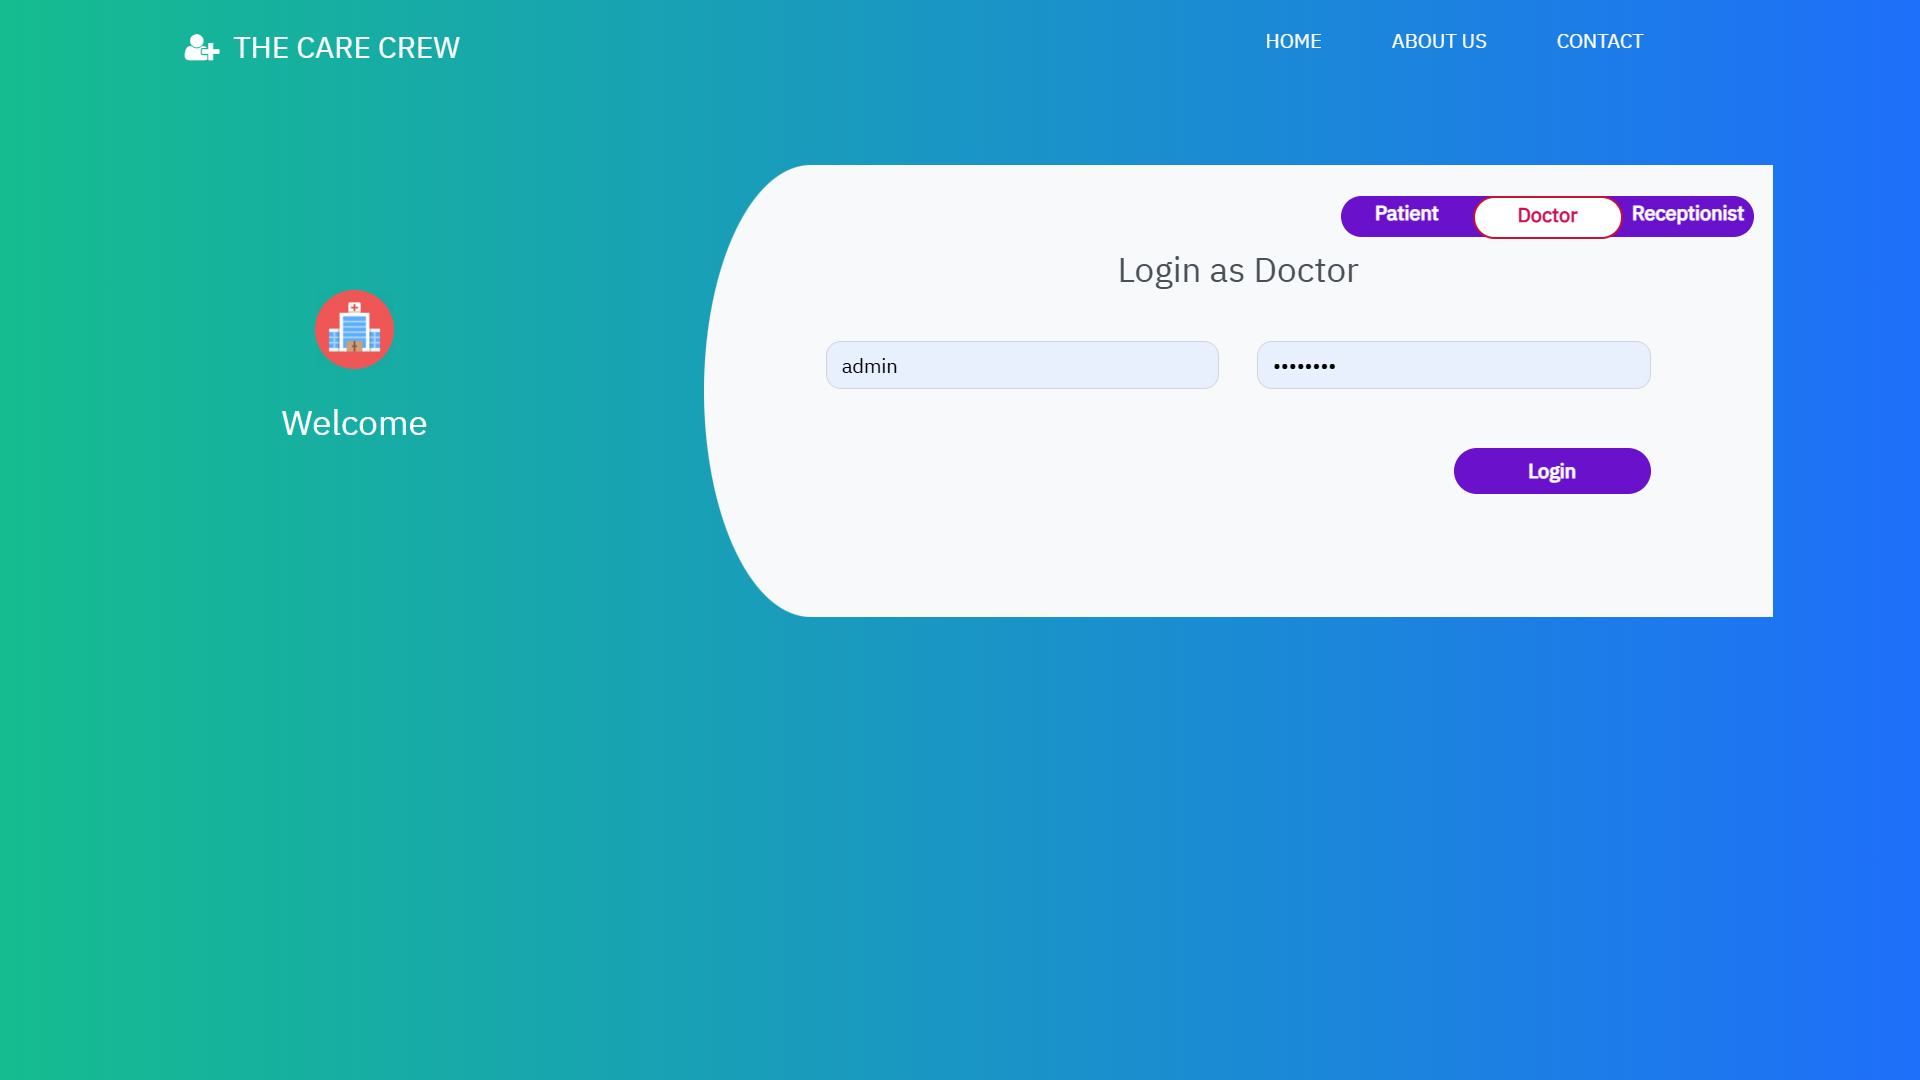 THE CARE CREW
HOME
ABOUT US
CONTACT
Patient
Doctor
Receptionist
Login as Doctor
Welcome
admin
••••••••
Login